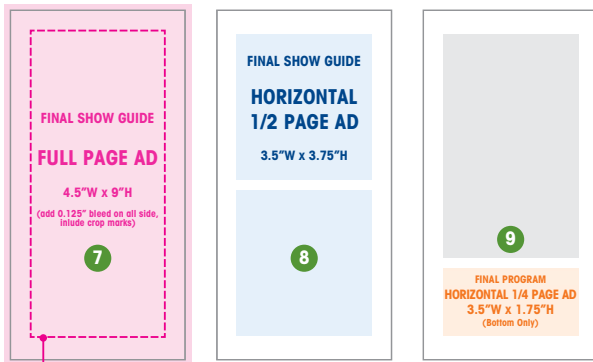 FINAL SHOW GUIDE
FULL PAGE AD
4.5”W x 9”H
(add 0.125” bleed on all side,
inlude crop marks)
7
FINAL SHOW GUIDE
HORIZONTAL
1/2 PAGE AD
3.5”W x 3.75”H
8
9
FINAL PROGRAM
HORIZONTAL 1/4 PAGE AD
3.5”W x 1.75”H
(Bottom Only)